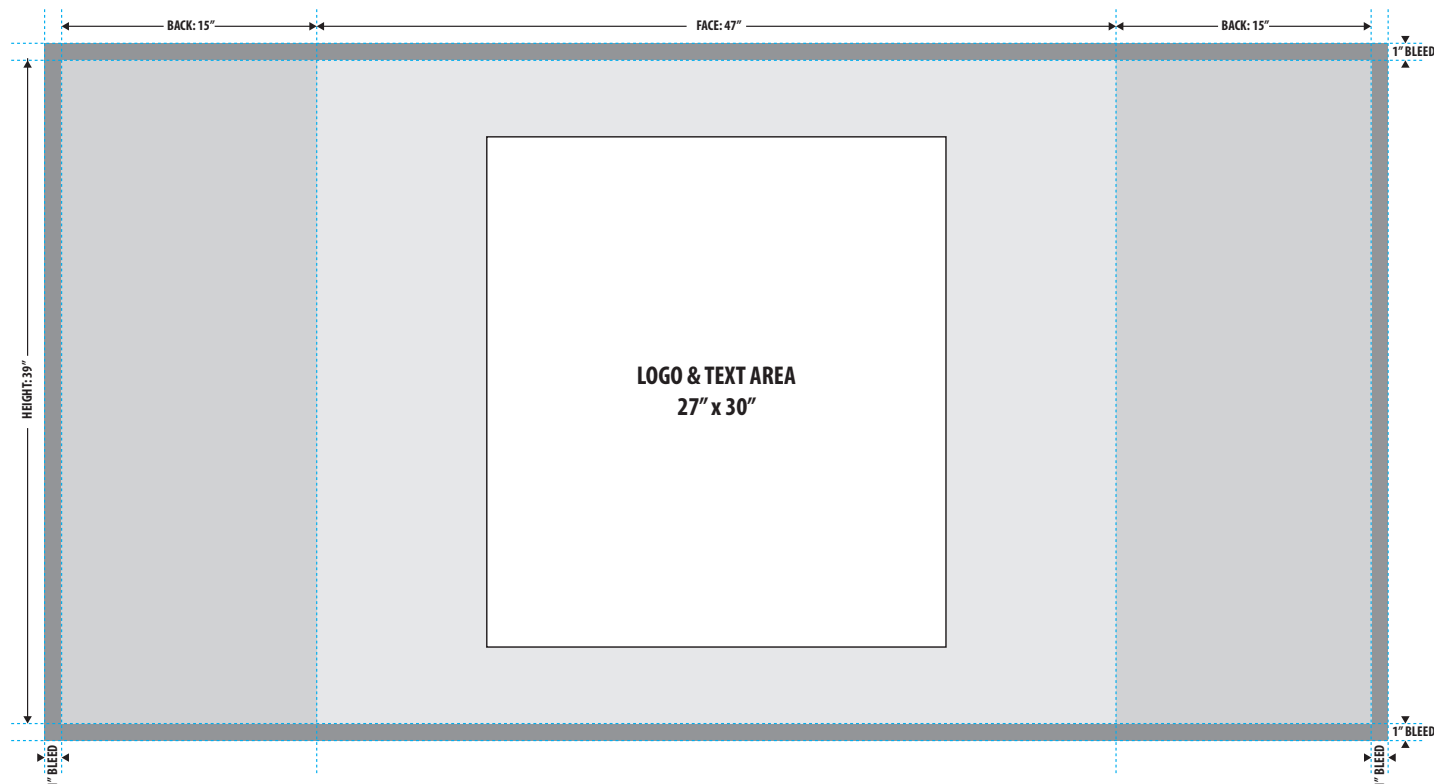 BACK: 15”
FACE: 47”
BACK: 15”
1” BLEED
HEIGHT: 39”
LOGO & TEXT AREA
27” x 30”
1” BLEED
” BLEED
” BLEED